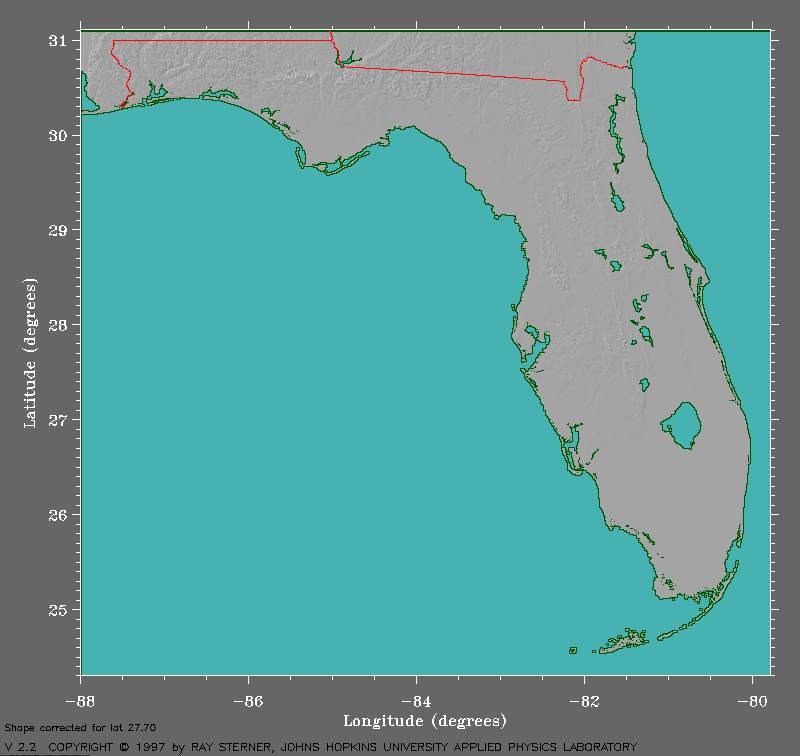 31
30
29
28
27
26
25
Latitude (degrees)
-88 -86 -84 -82 -80
Longitude (degrees)
Shape corrected for lat 27.70
V 2.2 COPYRIGHT © 1997 by RAY STERNER, JOHNS HOPKINS UNIVERSITY APPLIED PHYSICS LABORATORY